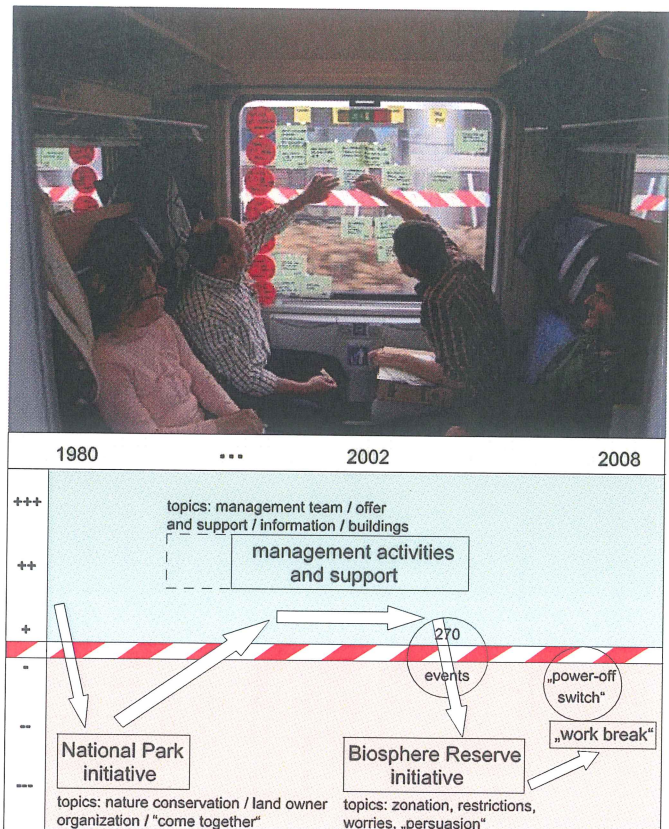 1980 ... 2002 2008
+++
topics: management team / offer
and support / information / buildings
++
management activities
and support
+
270
events
-
„power-off
switch“
--
„work break“
National Park
initiative
Biosphere Reserve
initiative
---
topics: nature conservation / land owner
organization / "come together"
topics: zonation, restrictions,
worries, „persuasion“